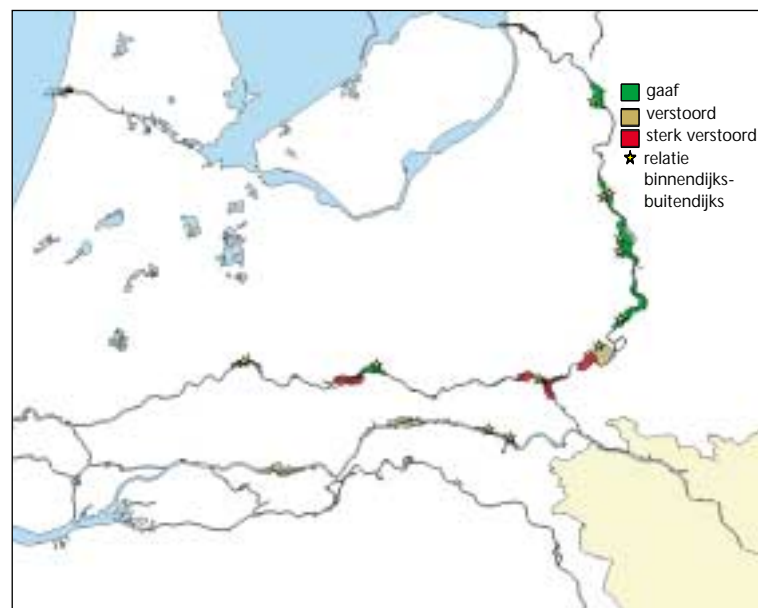 gaaf
verstoord
sterk verstoord
relatie
binnendijks-
buitendijks